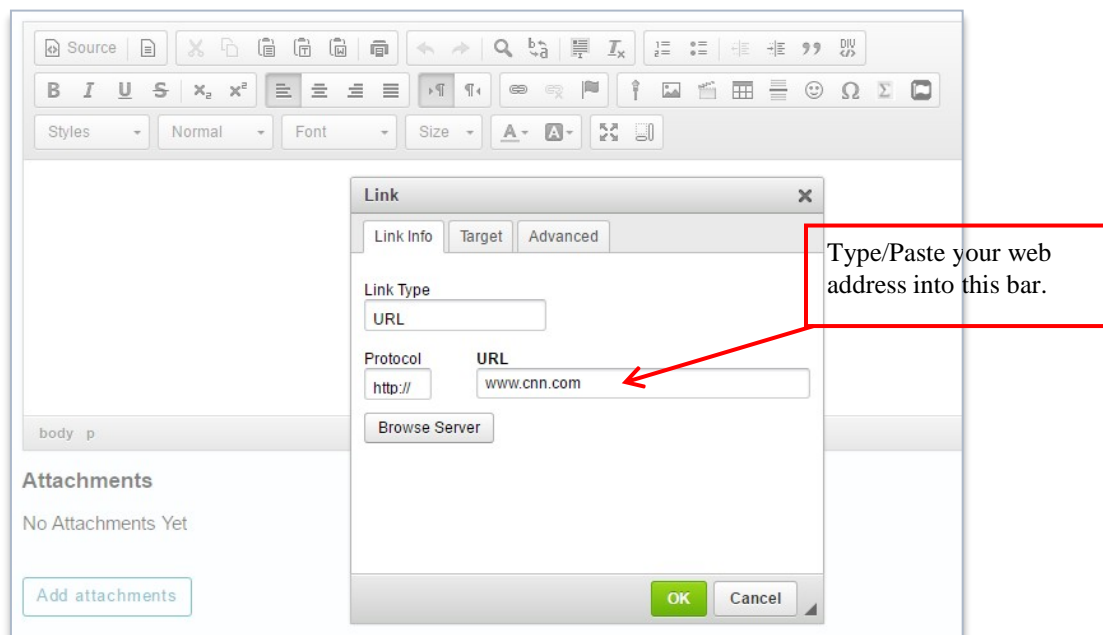 Source
B I U S x₂ x²
Styles Normal Font Size A A
Link
Link Info Target Advanced
Type/Paste your web
address into this bar.
Link Type
URL
Protocol URL
http:// www.cnn.com
Browse Server
body p
Attachments
No Attachments Yet
Add attachments
OK Cancel